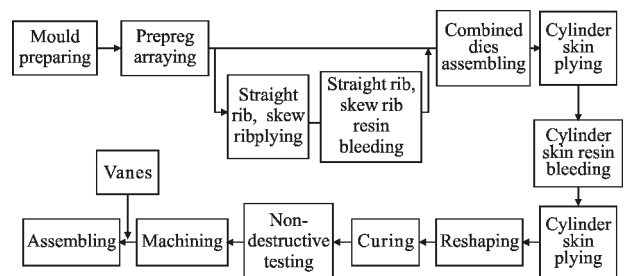 Mould
preparing
Prepreg
arraying
Straight
rib, skew
ribplying
Straight rib,
skew rib
resin
bleeding
Combined
dies
assembling
Cylinder
skin
plying
Cylinder
skin resin
bleeding
Cylinder
skin
plying
Reshaping
Curing
Non-
destructive
testing
Machining
Vanes
Assembling